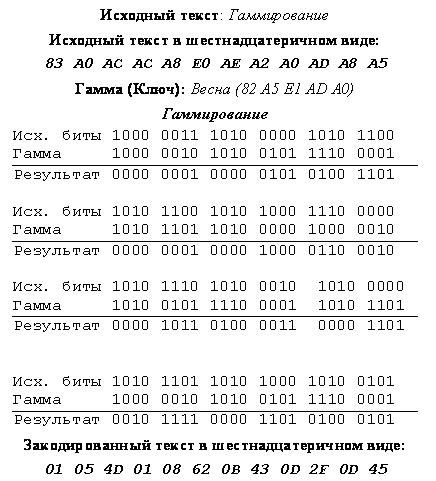 Исходный текст: Гаммирование
Исходный текст в шестнадцатеричном виде:
83 A0 AC AC A8 E0 AE A2 A0 AD A8 A5
Гамма (Ключ): Весна (82 A5 E1 AD A0)
Гаммирование
Исх. биты 1000 0011 1010 0000 1010 1100
Гамма 1000 0010 1010 0101 1110 0001
Результат 0000 0001 0000 0101 0100 1101
Исх. биты 1010 1100 1010 1000 1110 0000
Гамма 1010 1101 1010 0000 1000 0010
Результат 0000 0001 0000 1000 0110 0010
Исх. биты 1010 1110 1010 0010 1010 0000
Гамма 1010 0101 1110 0001 1010 1101
Результат 0000 1011 0100 0011 0000 1101
Исх. биты 1010 1101 1010 1000 1010 0101
Гамма 1000 0010 1010 0101 1110 0001
Результат 0010 1111 0000 1101 0100 0101
Закодированный текст в шестнадцатеричном виде:
01 05 4D 01 08 62 0B 43 0D 2F 0D 45